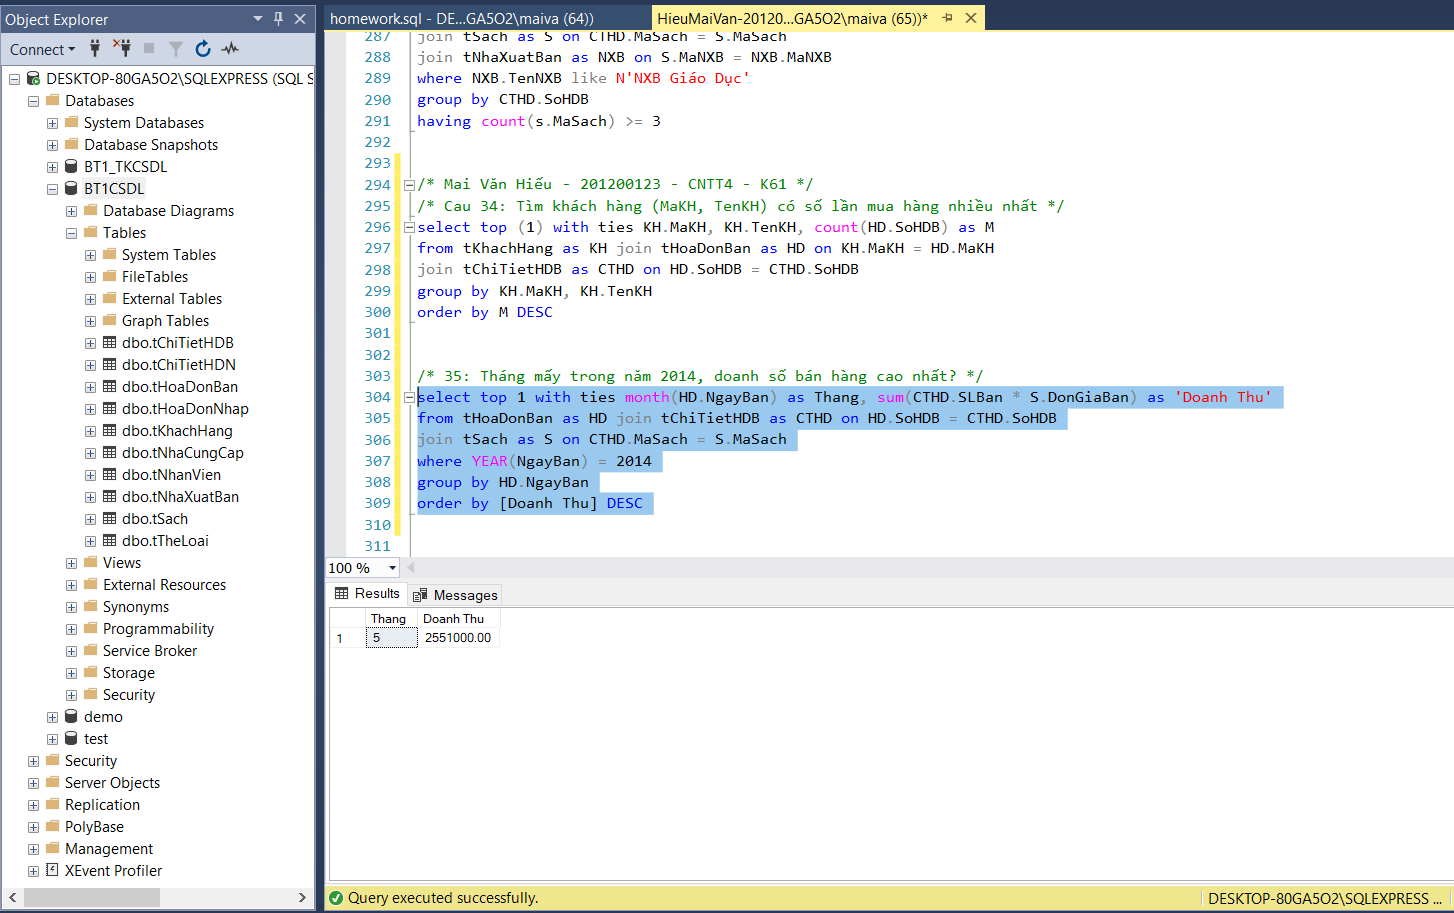 Object Explorer
Connect
DESKTOP-80GA5O2\SQLEXPRESS (SQL S
Databases
System Databases
Database Snapshots
BT1_TKCSDL
BT1CSDL
Database Diagrams
Tables
System Tables
FileTables
External Tables
Graph Tables
dbo.tChiTietHDB
dbo.tChiTietHDN
dbo.tHoaDonBan
dbo.tHoaDonNhap
dbo.tKhachHang
dbo.tNhaCungCap
dbo.tNhanVien
dbo.tNhaXuatBan
dbo.tSach
dbo.tTheLoai
Views
External Resources
Synonyms
Programmability
Service Broker
Storage
Security
demo
test
Security
Server Objects
Replication
PolyBase
Management
XEvent Profiler
homework.sql - DE...GA5O2\maiva (64))
HieuMaiVan-20120...GA5O2\maiva (65))*
287 join tSach as S on CTHD.MaSach = S.MaSach
288 join tNhaXuatBan as NXB on S.MaNXB = NXB.MaNXB
289 where NXB.TenNXB like N'NXB Giáo Dục'
290 group by CTHD.SoHDB
291 having count(s.MaSach) >= 3
292
293
294 /* Mai Văn Hiếu - 201200123 - CNTT4 - K61 */
295 /* Cau 34: Tìm khách hàng (MaKH, TenKH) có số lần mua hàng nhiều nhất */
296 select top (1) with ties KH.MaKH, KH.TenKH, count(HD.SoHDB) as M
297 from tKhachHang as KH join tHoaDonBan as HD on KH.MaKH = HD.MaKH
298 join tChiTietHDB as CTHD on HD.SoHDB = CTHD.SoHDB
299 group by KH.MaKH, KH.TenKH
300 order by M DESC
301
302
303 /* 35: Tháng mấy trong năm 2014, doanh số bán hàng cao nhất? */
304 select top 1 with ties month(HD.NgayBan) as Thang, sum(CTHD.SLBan * S.DonGiaBan) as 'Doanh Thu'
305 from tHoaDonBan as HD join tChiTietHDB as CTHD on HD.SoHDB = CTHD.SoHDB
306 join tSach as S on CTHD.MaSach = S.MaSach
307 where YEAR(NgayBan) = 2014
308 group by HD.NgayBan
309 order by [Doanh Thu] DESC
310
311
100 %
Results
Messages
Thang Doanh Thu
1 5 2551000.00
Query executed successfully.
DESKTOP-80GA5O2\SQLEXPRESS ...